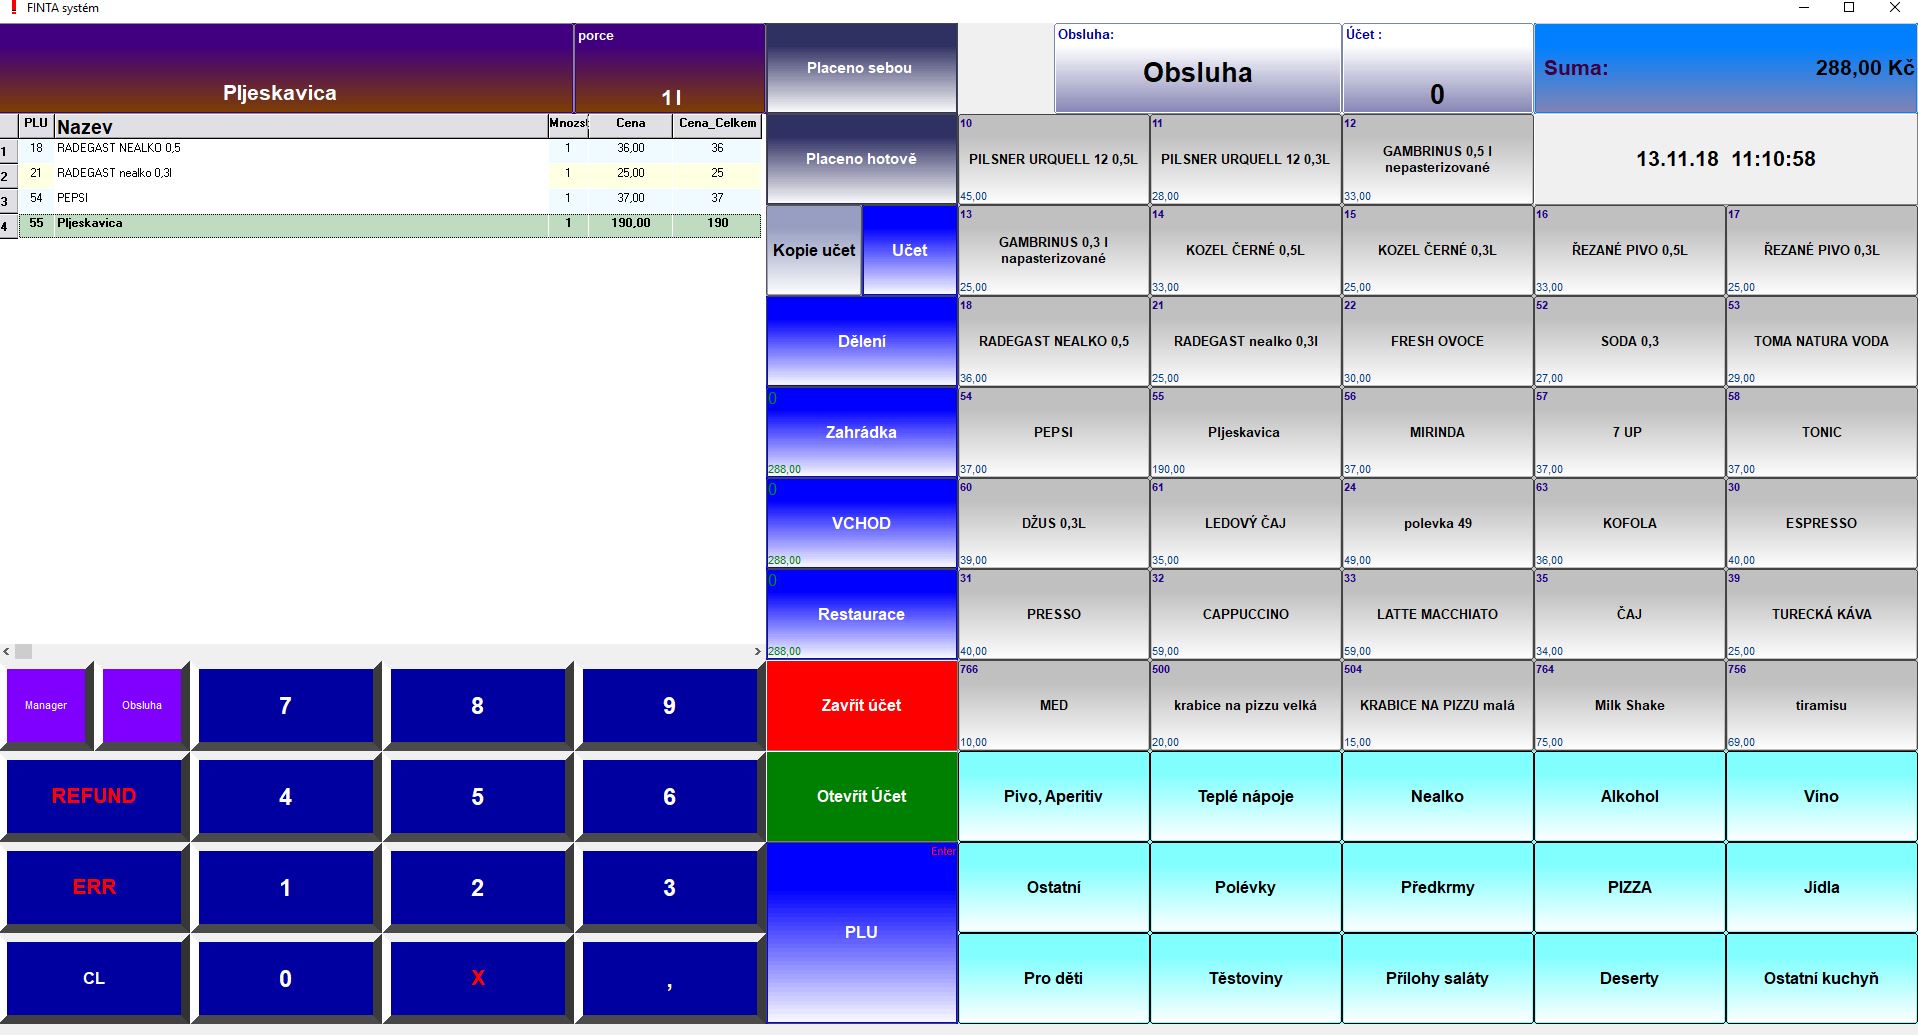 FINTA systém
Pljeskavica
porce
1 l
Placeno sebou
Obsluha:
Obsluha
Účet :
0
Suma:
288,00 Kč
PLU Nazev Mnozst Cena Cena_Celkem
1 18 RADEGAST NEALKO 0,5 1 36,00 36
2 21 RADEGAST nealko 0,3l 1 25,00 25
3 54 PEPSI 1 37,00 37
4 55 Pljeskavica 1 190,00 190
Placeno hotově
10
PILSNER URQUELL 12 0,5L
45,00
11
PILSNER URQUELL 12 0,3L
28,00
12
GAMBRINUS 0,5 l
nepasterizované
33,00
13.11.18 11:10:58
Kopie učet
Učet
13
GAMBRINUS 0,3 l
napasterizované
25,00
14
KOZEL ČERNÉ 0,5L
33,00
15
KOZEL ČERNÉ 0,3L
25,00
16
ŘEZANÉ PIVO 0,5L
33,00
17
ŘEZANÉ PIVO 0,3L
25,00
Dělení
18
RADEGAST NEALKO 0,5
36,00
21
RADEGAST nealko 0,3l
25,00
22
FRESH OVOCE
30,00
52
SODA 0,3
27,00
53
TOMA NATURA VODA
29,00
0
Zahrádka
288,00
54
PEPSI
37,00
55
Pljeskavica
190,00
56
MIRINDA
37,00
57
7 UP
37,00
58
TONIC
37,00
0
VCHOD
288,00
60
DŽUS 0,3L
39,00
61
LEDOVÝ ČAJ
35,00
24
polevka 49
49,00
63
KOFOLA
36,00
30
ESPRESSO
40,00
0
Restaurace
288,00
31
PRESSO
40,00
32
CAPPUCCINO
59,00
33
LATTE MACCHIATO
59,00
35
ČAJ
34,00
39
TURECKÁ KÁVA
25,00
Manager
Obsluha
7
8
9
Zavřít účet
766
MED
10,00
500
krabice na pizzu velká
20,00
504
KRABICE NA PIZZU malá
15,00
764
Milk Shake
75,00
756
tiramisu
69,00
REFUND
4
5
6
Otevřít Účet
Pivo, Aperitiv
Teplé nápoje
Nealko
Alkohol
Víno
ERR
1
2
3
Enter
PLU
Ostatní
Polévky
Předkrmy
PIZZA
Jídla
CL
0
X
,
Pro děti
Těstoviny
Přílohy saláty
Deserty
Ostatní kuchyň